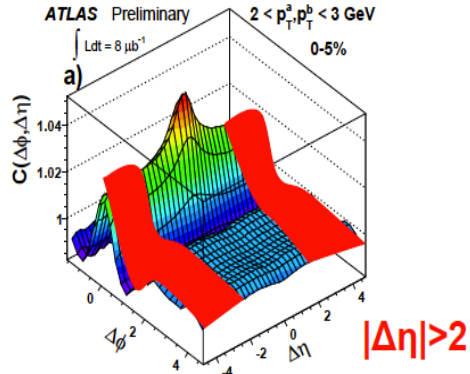 ATLAS Preliminary
2 < p_T^a, p_T^b < 3 GeV
∫ Ldt = 8 μb⁻¹
0-5%
a)
C(Δϕ,Δη)
1.04
1.02
1
0
2
4
Δϕ
-4
-2
0
2
4
Δη
|Δη|>2